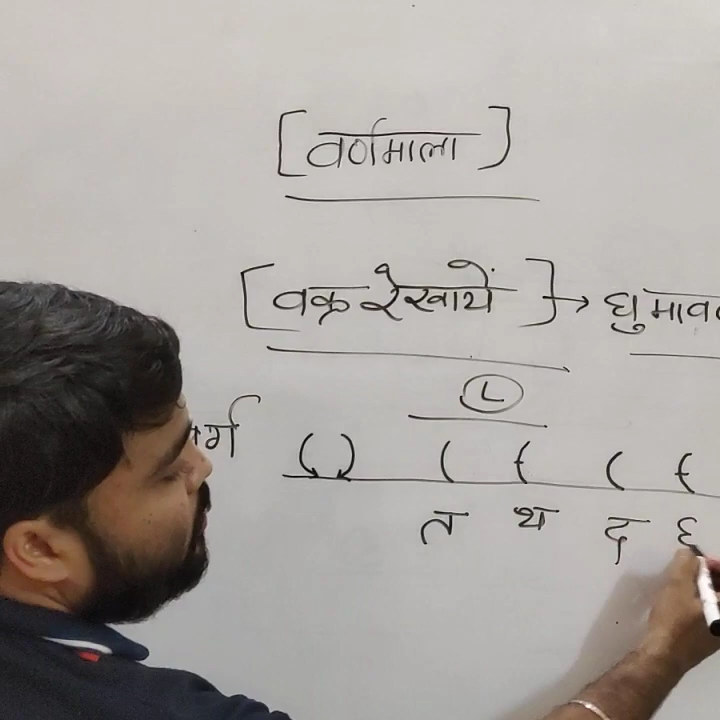 [वर्णमाला]
[वक्र रेखायें] → घुमाव
L
त थ द ध